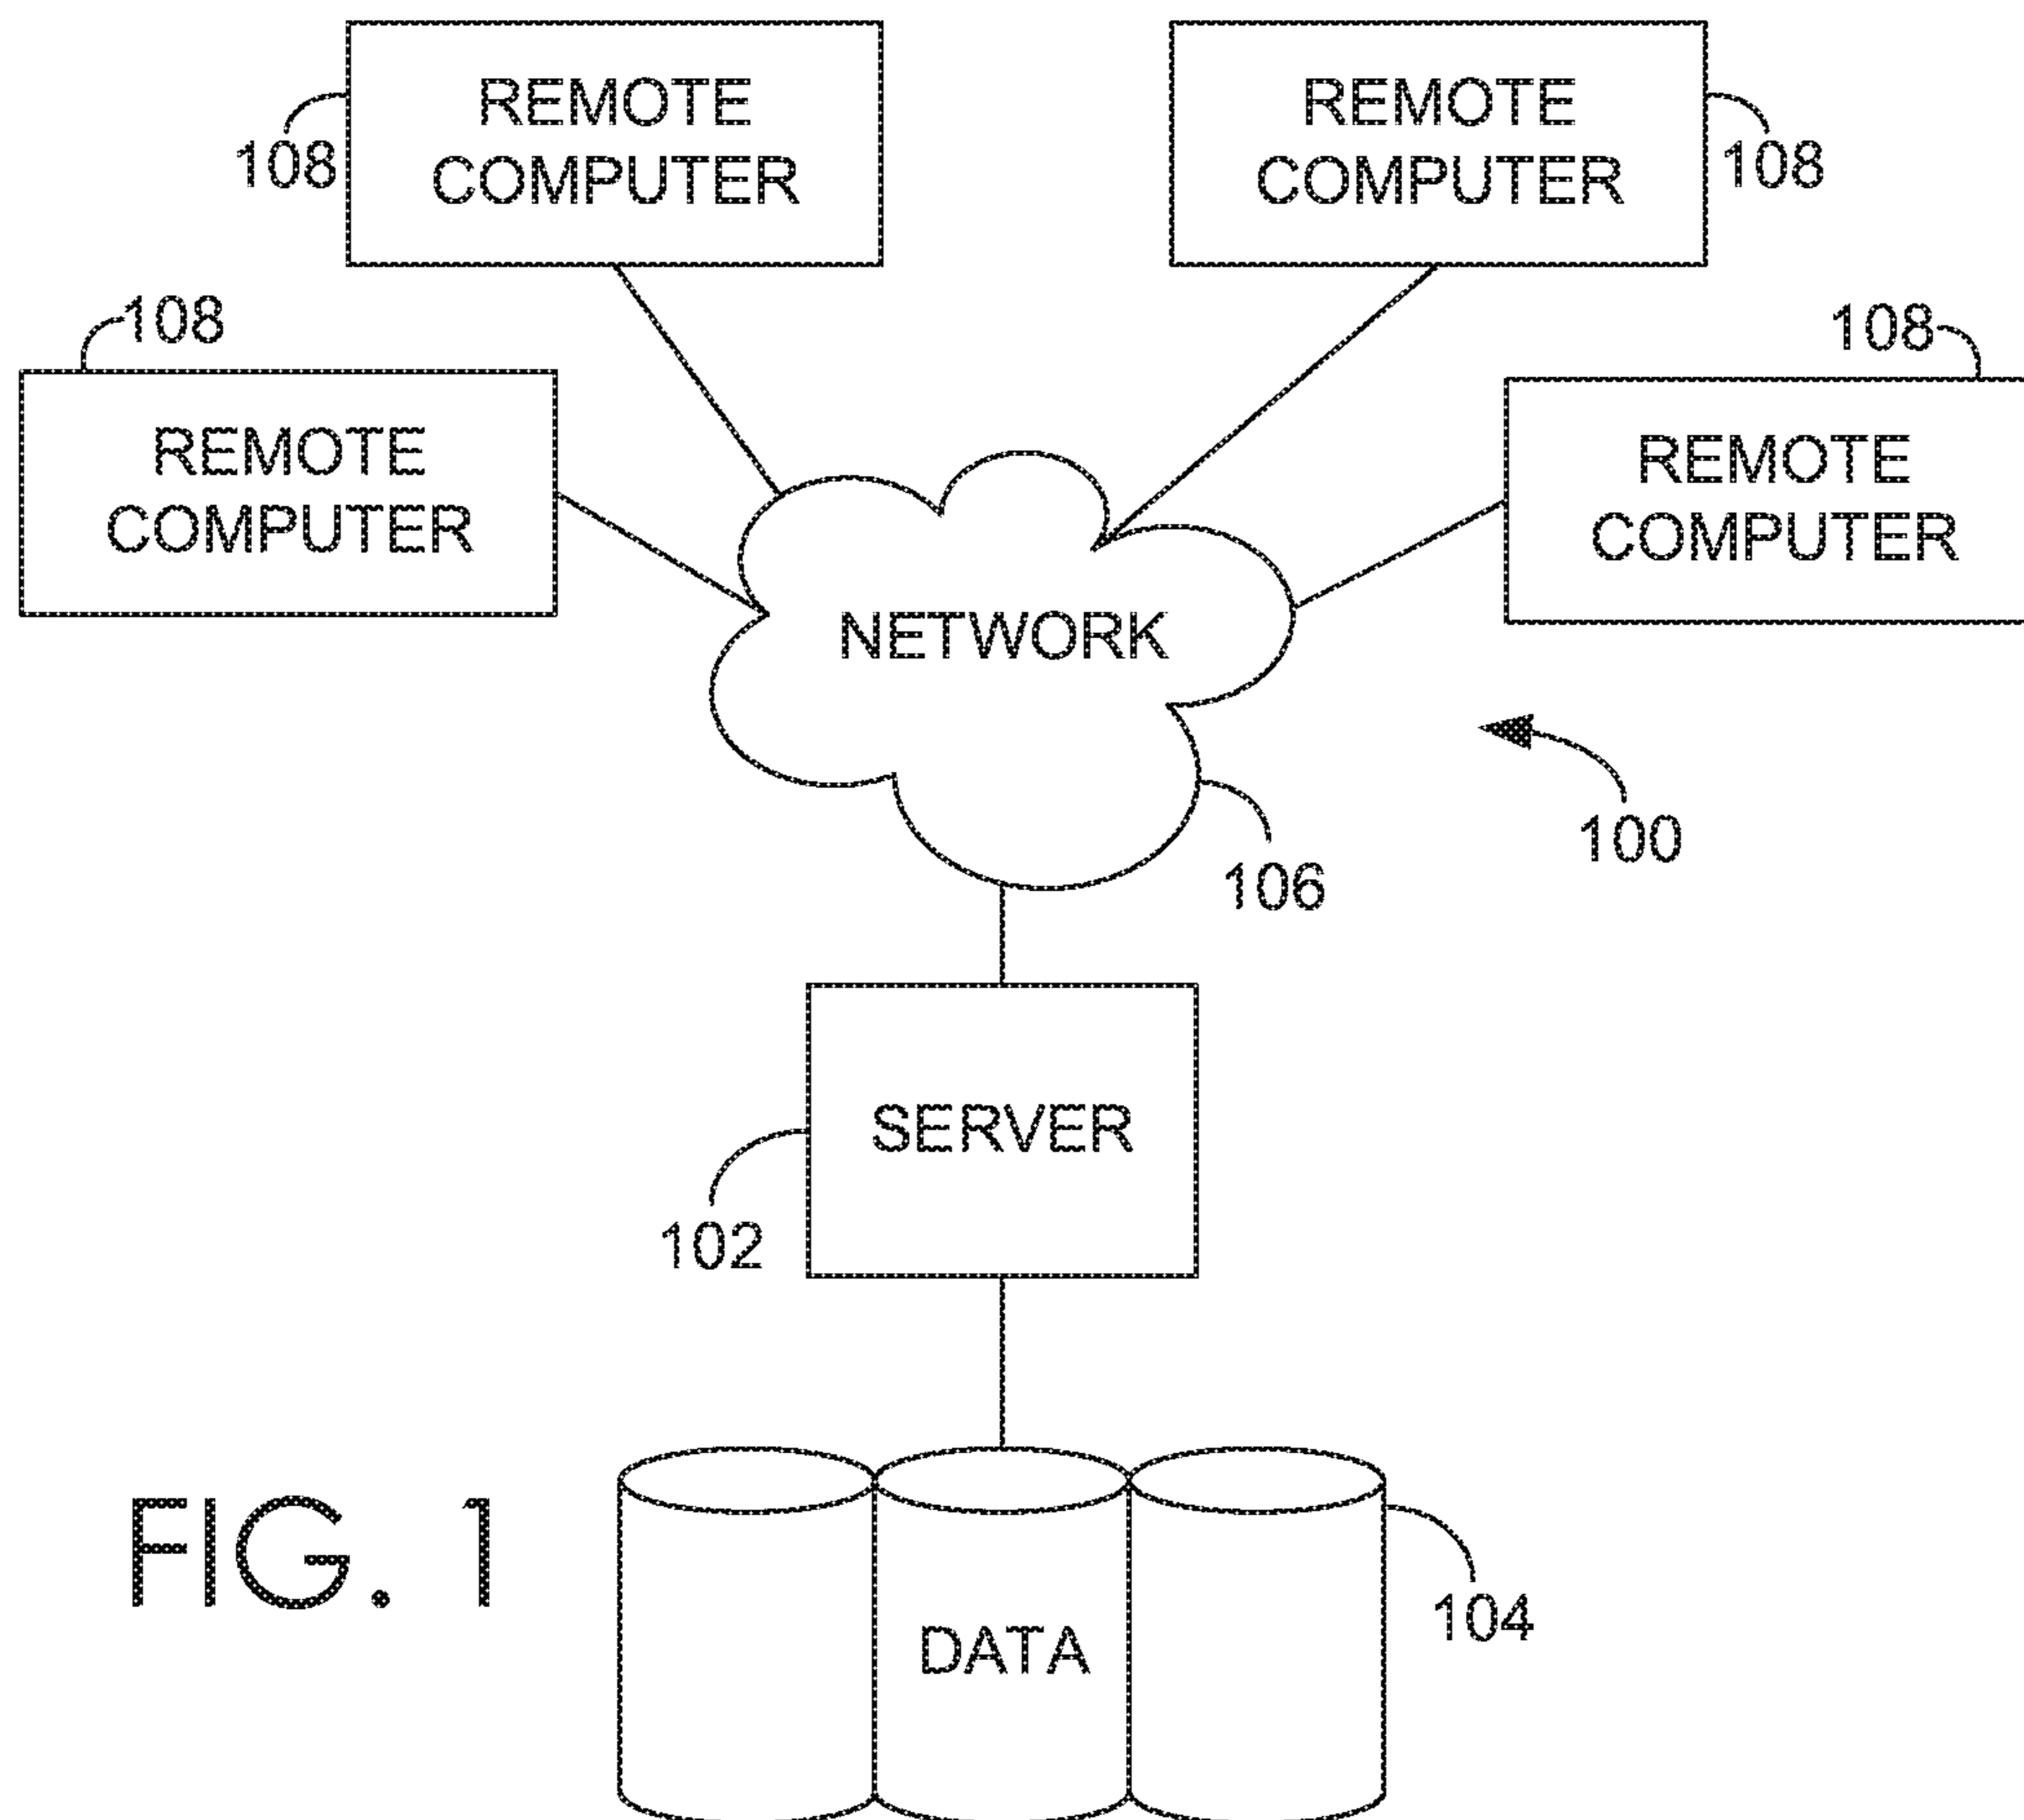 REMOTE
COMPUTER
108
REMOTE
COMPUTER
108
108
REMOTE
COMPUTER
108
REMOTE
COMPUTER
NETWORK
100
106
SERVER
102
FIG. 1
DATA
104